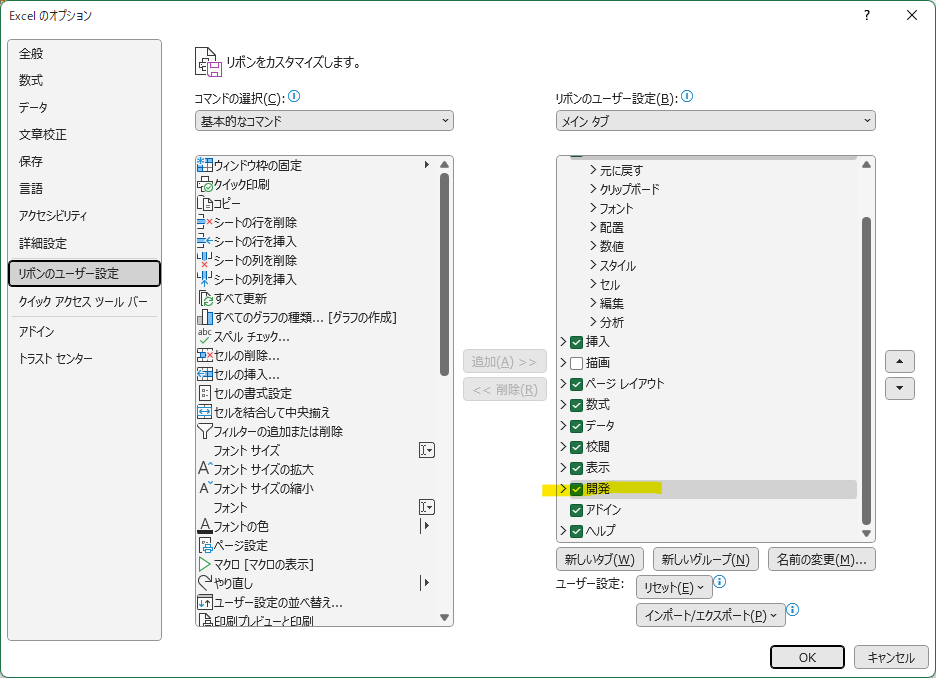 Excel のオプション
?
全般
数式
データ
文章校正
保存
言語
アクセシビリティ
詳細設定
リボンのユーザー設定
クイック アクセス ツール バー
アドイン
トラスト センター
リボンをカスタマイズします。
コマンドの選択(C):
基本的なコマンド
ウィンドウ枠の固定
クイック印刷
コピー
シートの行を削除
シートの行を挿入
シートの列を削除
シートの列を挿入
すべて更新
すべてのグラフの種類... [グラフの作成]
abc スペル チェック...
セルの削除...
セルの挿入...
セルの書式設定
セルを結合して中央揃え
フィルターの追加または削除
フォント サイズ
フォント サイズの拡大
フォント サイズの縮小
フォント
フォントの色
ページ設定
マクロ [マクロの表示]
やり直し
ユーザー設定の並べ替え...
印刷プレビューと印刷
追加(A) >>
<< 削除(R)
リボンのユーザー設定(B):
メイン タブ
元に戻す
クリップボード
フォント
配置
数値
スタイル
セル
編集
分析
挿入
描画
ページ レイアウト
数式
データ
校閲
表示
開発
アドイン
ヘルプ
新しいタブ(W)
新しいグループ(N)
名前の変更(M)...
ユーザー設定:
リセット(E)
インポート/エクスポート(P)
OK
キャンセル